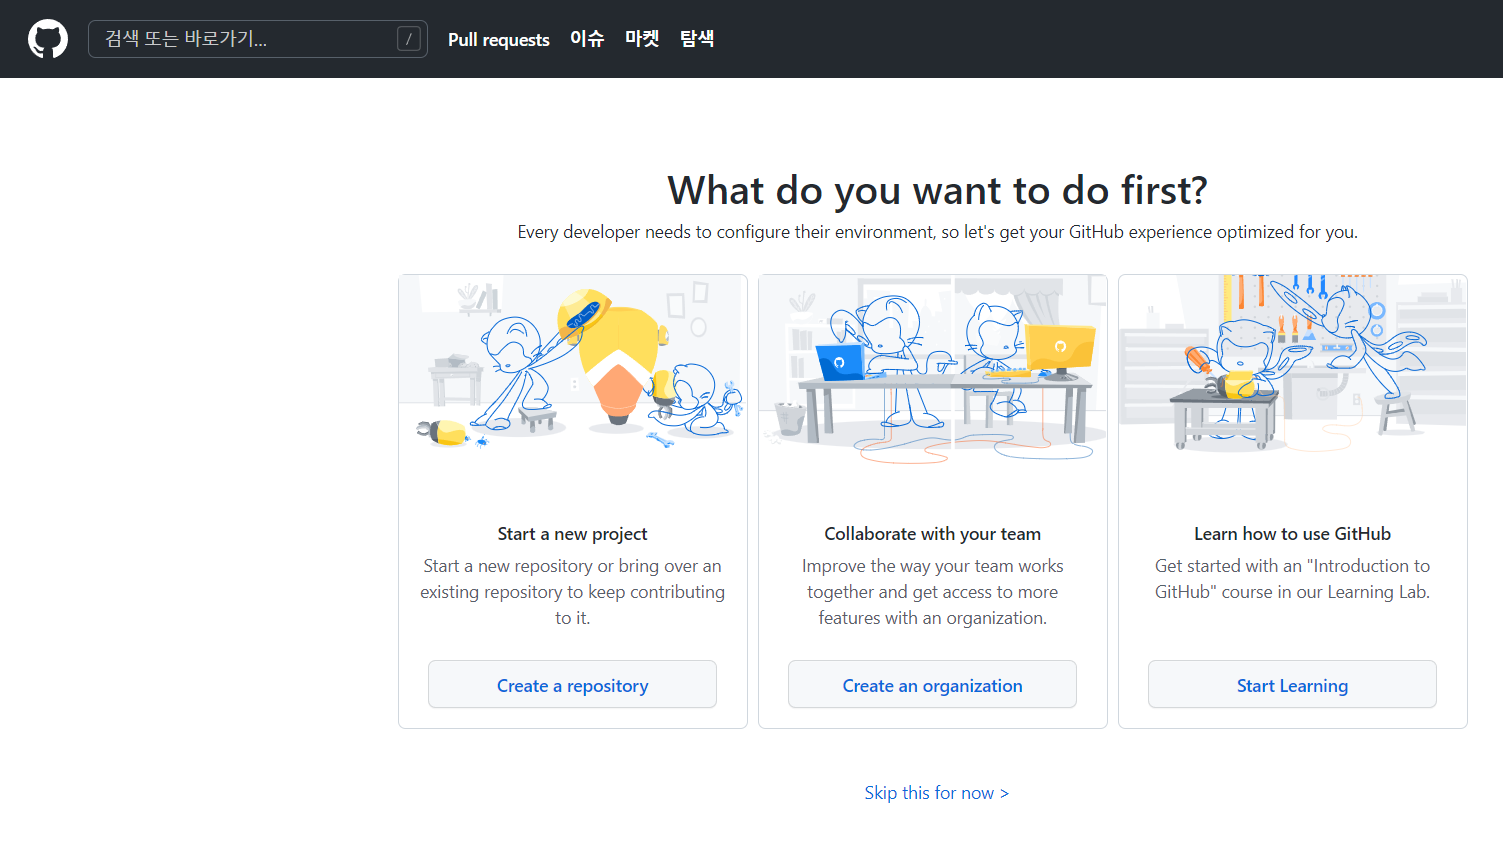 검색 또는 바로가기... /
Pull requests 이슈 마켓 탐색
What do you want to do first?
Every developer needs to configure their environment, so let's get your GitHub experience optimized for you.
Start a new project
Start a new repository or bring over an
existing repository to keep contributing
to it.
Create a repository
Collaborate with your team
Improve the way your team works
together and get access to more
features with an organization.
Create an organization
Learn how to use GitHub
Get started with an "Introduction to
GitHub" course in our Learning Lab.
Start Learning
Skip this for now >